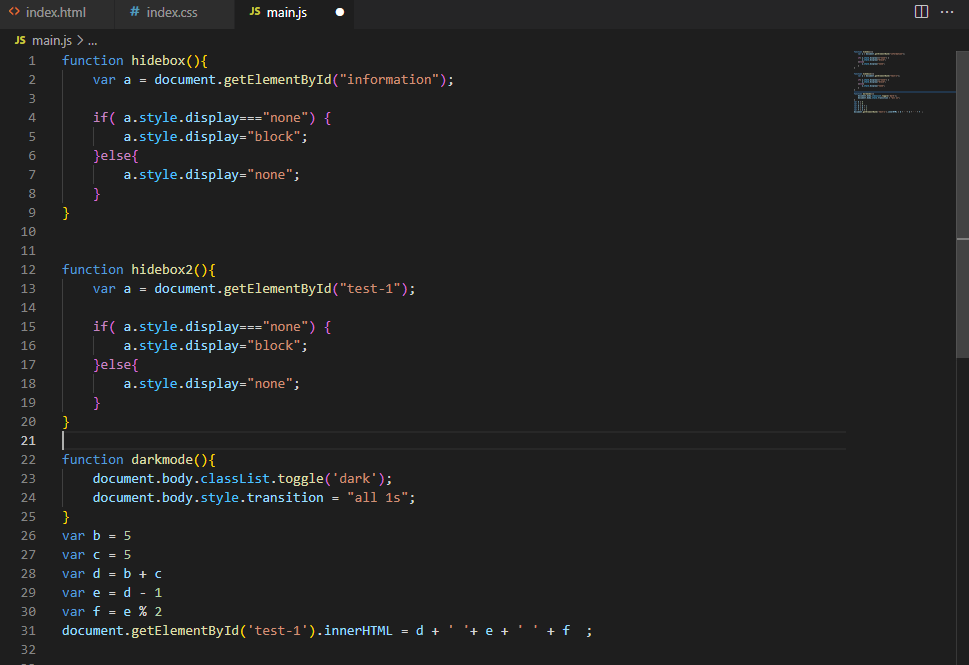 <> index.html # index.css JS main.js ● ...
JS main.js > ...
1 function hidebox(){
2 var a = document.getElementById("information");
3
4 if( a.style.display==="none") {
5 a.style.display="block";
6 }else{
7 a.style.display="none";
8 }
9 }
10
11
12 function hidebox2(){
13 var a = document.getElementById("test-1");
14
15 if( a.style.display==="none") {
16 a.style.display="block";
17 }else{
18 a.style.display="none";
19 }
20 }
21
22 function darkmode(){
23 document.body.classList.toggle('dark');
24 document.body.style.transition = "all 1s";
25 }
26 var b = 5
27 var c = 5
28 var d = b + c
29 var e = d - 1
30 var f = e % 2
31 document.getElementById('test-1').innerHTML = d + ' '+ e + ' ' + f  ;
32